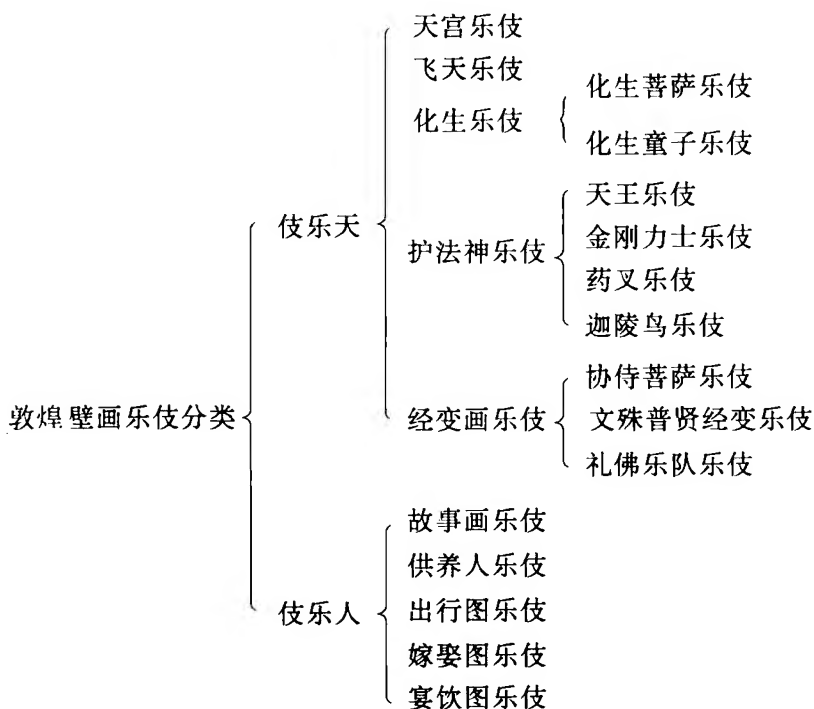 敦煌壁画乐伎分类
伎乐天
天宫乐伎
飞天乐伎
化生乐伎
化生菩萨乐伎
化生童子乐伎
护法神乐伎
天王乐伎
金刚力士乐伎
药叉乐伎
迦陵鸟乐伎
经变画乐伎
协侍菩萨乐伎
文殊普贤经变乐伎
礼佛乐队乐伎
伎乐人
故事画乐伎
供养人乐伎
出行图乐伎
嫁娶图乐伎
宴饮图乐伎